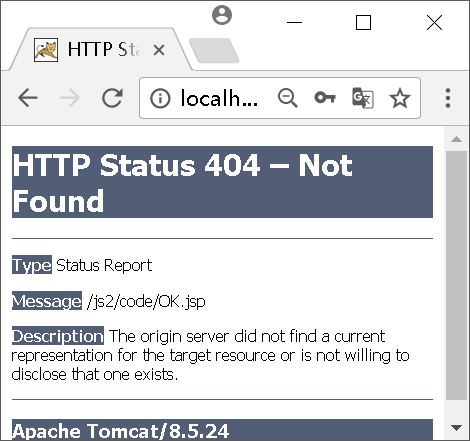 HTTP Sta
localh...
HTTP Status 404 – Not
Found
Type Status Report
Message /js2/code/OK.jsp
Description The origin server did not find a current
representation for the target resource or is not willing to
disclose that one exists.
Apache Tomcat/8.5.24